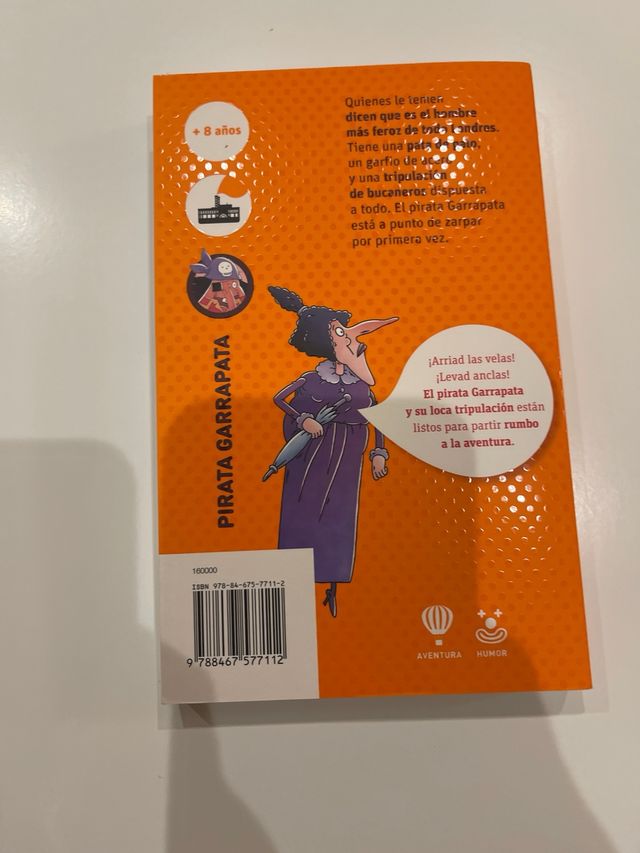 + 8 años
Quienes le temen
dicen que es el hombre
más feroz de todo Londres.
Tiene una pata de palo,
un garfio de acero
y una tripulación
de bucaneros dispuesta
a todo. El pirata Garrapata
está a punto de zarpar
por primera vez.
PIRATA GARRAPATA
¡Arriad las velas!
¡Levad anclas!
El pirata Garrapata
y su loca tripulación están
listos para partir rumbo
a la aventura.
160000
ISBN 978-84-675-7711-2
9 788467 577112
AVENTURA
HUMOR